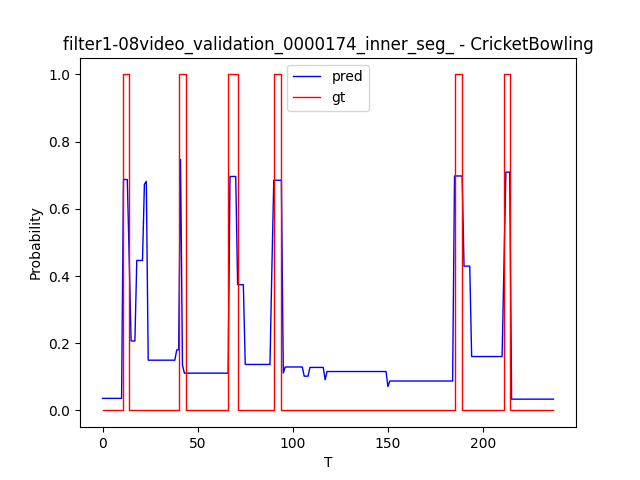 filter1-08video_validation_0000174_inner_seg_ - CricketBowling
pred
gt
Probability
1.0
0.8
0.6
0.4
0.2
0.0
0
50
100
150
200
T